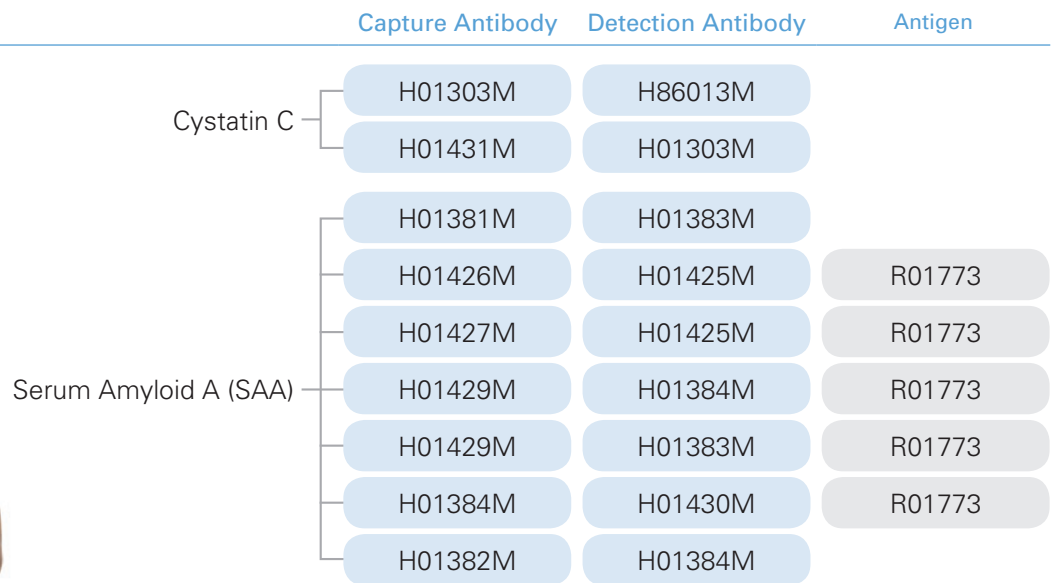 Capture Antibody Detection Antibody Antigen
H01303M H86013M
Cystatin C
H01431M H01303M
H01381M H01383M
H01426M H01425M R01773
H01427M H01425M R01773
Serum Amyloid A (SAA) H01429M H01384M R01773
H01429M H01383M R01773
H01384M H01430M R01773
H01382M H01384M